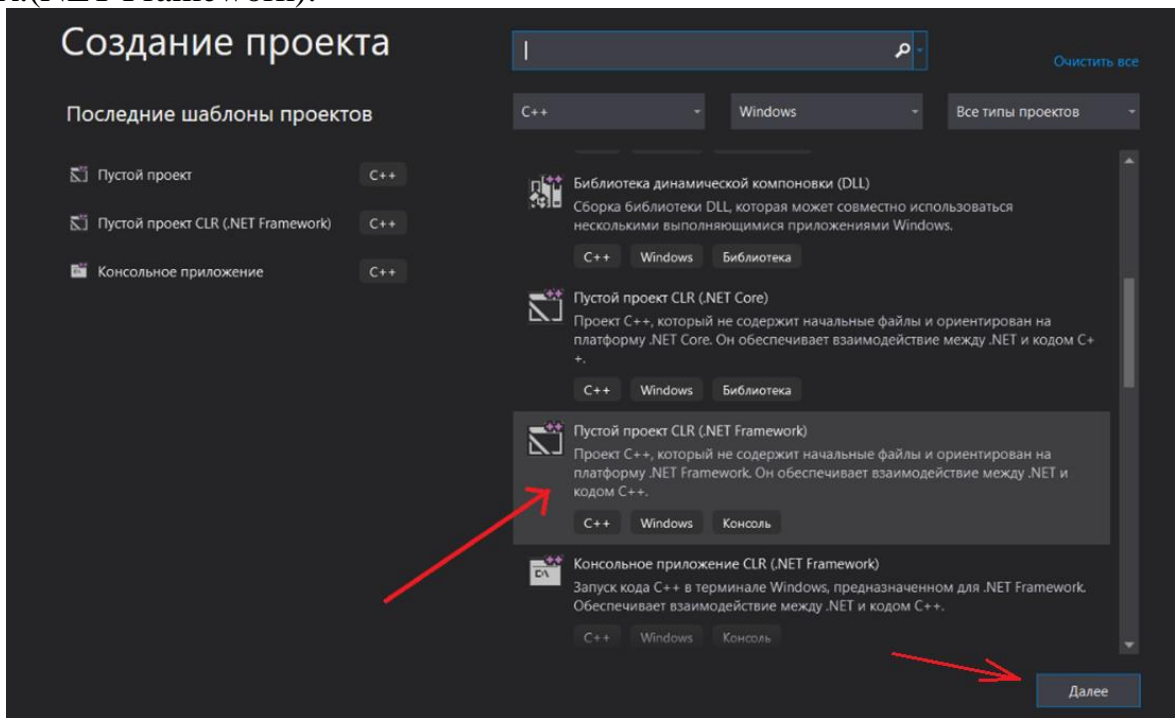 Создание проекта
Очистить все
Последние шаблоны проектов
C++
Windows
Все типы проектов
Пустой проект
C++
Пустой проект CLR (.NET Framework)
C++
Консольное приложение
C++
Библиотека динамической компоновки (DLL)
Сборка библиотеки DLL, которая может совместно использоваться
несколькими выполняющимися приложениями Windows.
C++ Windows Библиотека
Пустой проект CLR (.NET Core)
Проект C++, который не содержит начальные файлы и ориентирован на
платформу .NET Core. Он обеспечивает взаимодействие между .NET и кодом C+
+.
C++ Windows Библиотека
Пустой проект CLR (.NET Framework)
Проект C++, который не содержит начальные файлы и ориентирован на
платформу .NET Framework. Он обеспечивает взаимодействие между .NET и
кодом C++.
C++ Windows Консоль
Консольное приложение CLR (.NET Framework)
Запуск кода C++ в терминале Windows, предназначенном для .NET Framework.
Обеспечивает взаимодействие между .NET и кодом C++.
C++ Windows Консоль
Далее